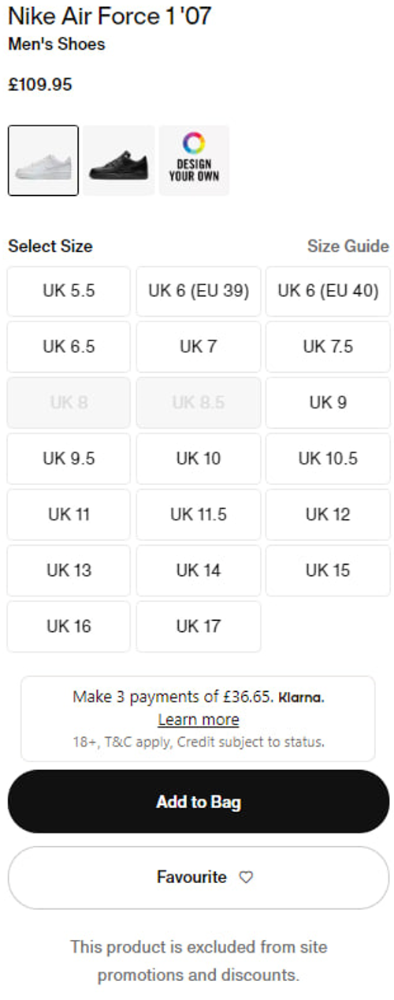 Nike Air Force 1 '07
Men's Shoes
£109.95
DESIGN
YOUR OWN
Select Size
Size Guide
UK 5.5
UK 6 (EU 39)
UK 6 (EU 40)
UK 6.5
UK 7
UK 7.5
UK 8
UK 8.5
UK 9
UK 9.5
UK 10
UK 10.5
UK 11
UK 11.5
UK 12
UK 13
UK 14
UK 15
UK 16
UK 17
Make 3 payments of £36.65. Klarna.
Learn more
18+, T&C apply, Credit subject to status.
Add to Bag
Favourite
This product is excluded from site
promotions and discounts.